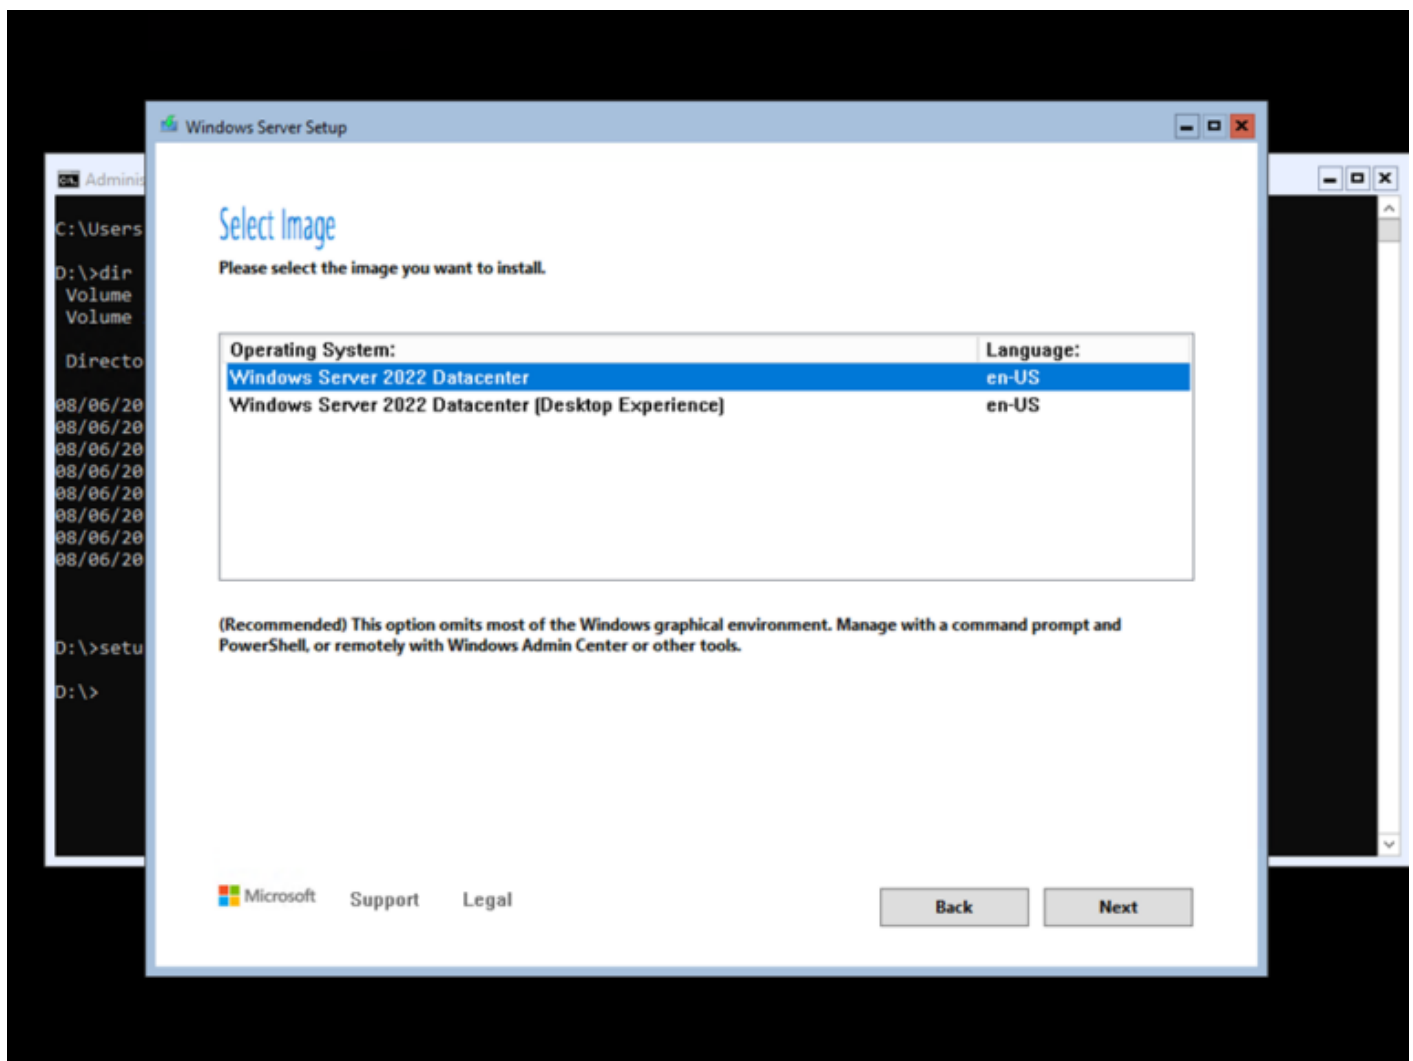 Windows Server Setup
Select Image
Please select the image you want to install.
Operating System: Language:
Windows Server 2022 Datacenter en-US
Windows Server 2022 Datacenter (Desktop Experience) en-US
(Recommended) This option omits most of the Windows graphical environment. Manage with a command prompt and
PowerShell, or remotely with Windows Admin Center or other tools.
Microsoft Support Legal Back Next
Adminis
C:\Users
D:\>dir
Volume
Volume
Directo
08/06/20
08/06/20
08/06/20
08/06/20
08/06/20
08/06/20
08/06/20
08/06/20
D:\>setu
D:\>